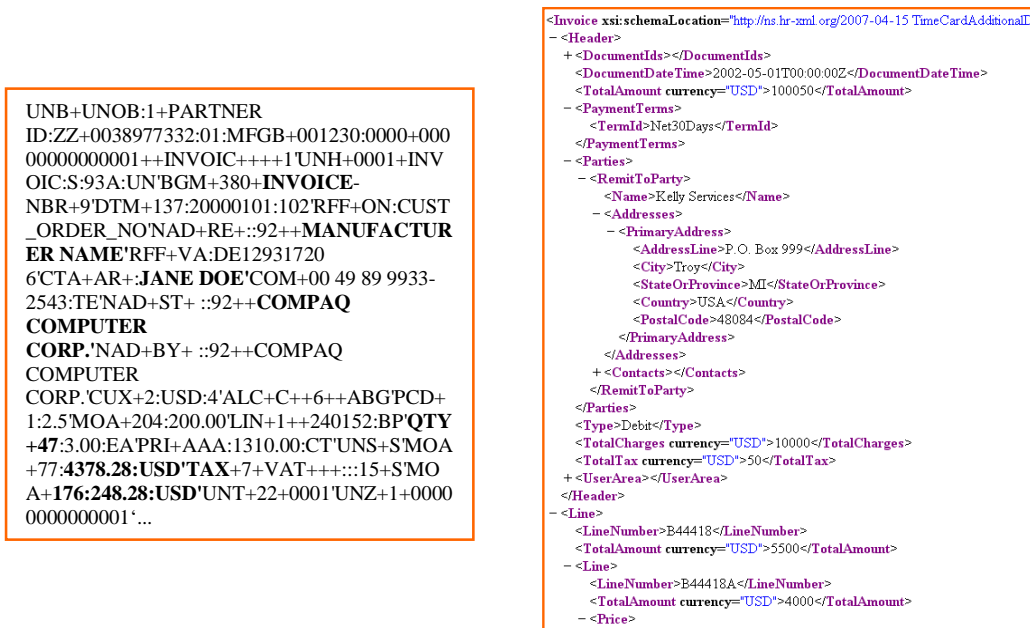 UNB+UNOB:1+PARTNER
ID:ZZ+0038977332:01:MFGB+001230:0000+000
00000000001++INVOIC++++1'UNH+0001+INV
OIC:S:93A:UN'BGM+380+INVOICE-
NBR+9'DTM+137:20000101:102'RFF+ON:CUST
_ORDER_NO'NAD+RE+::92++MANUFACTUR
ER NAME'RFF+VA:DE12931720
6'CTA+AR+:JANE DOE'COM+00 49 89 9933-
2543:TE'NAD+ST+ ::92++COMPAQ
COMPUTER
CORP.'NAD+BY+ ::92++COMPAQ
COMPUTER
CORP.'CUX+2:USD:4'ALC+C++6++ABG'PCD+
1:2.5'MOA+204:200.00'LIN+1++240152:BP'QTY
+47:3.00:EA'PRI+AAA:1310.00:CT'UNS+S'MOA
+77:4378.28:USD'TAX+7+VAT+++:::15+S'MO
A+176:248.28:USD'UNT+22+0001'UNZ+1+0000
0000000001‘...
<Invoice xsi:schemaLocation="http://ns.hr-xml.org/2007-04-15 TimeCardAdditionalD
− <Header>
+ <DocumentIds></DocumentIds>
<DocumentDateTime>2002-05-01T00:00:00Z</DocumentDateTime>
<TotalAmount currency="USD">100050</TotalAmount>
− <PaymentTerms>
<TermId>Net30Days</TermId>
</PaymentTerms>
− <Parties>
− <RemitToParty>
<Name>Kelly Services</Name>
− <Addresses>
− <PrimaryAddress>
<AddressLine>P.O. Box 999</AddressLine>
<City>Troy</City>
<StateOrProvince>MI</StateOrProvince>
<Country>USA</Country>
<PostalCode>48084</PostalCode>
</PrimaryAddress>
</Addresses>
+ <Contacts></Contacts>
</RemitToParty>
</Parties>
<Type>Debit</Type>
<TotalCharges currency="USD">10000</TotalCharges>
<TotalTax currency="USD">50</TotalTax>
+ <UserArea></UserArea>
</Header>
− <Line>
<LineNumber>B44418</LineNumber>
<TotalAmount currency="USD">5500</TotalAmount>
− <Line>
<LineNumber>B44418A</LineNumber>
<TotalAmount currency="USD">4000</TotalAmount>
− <Price>